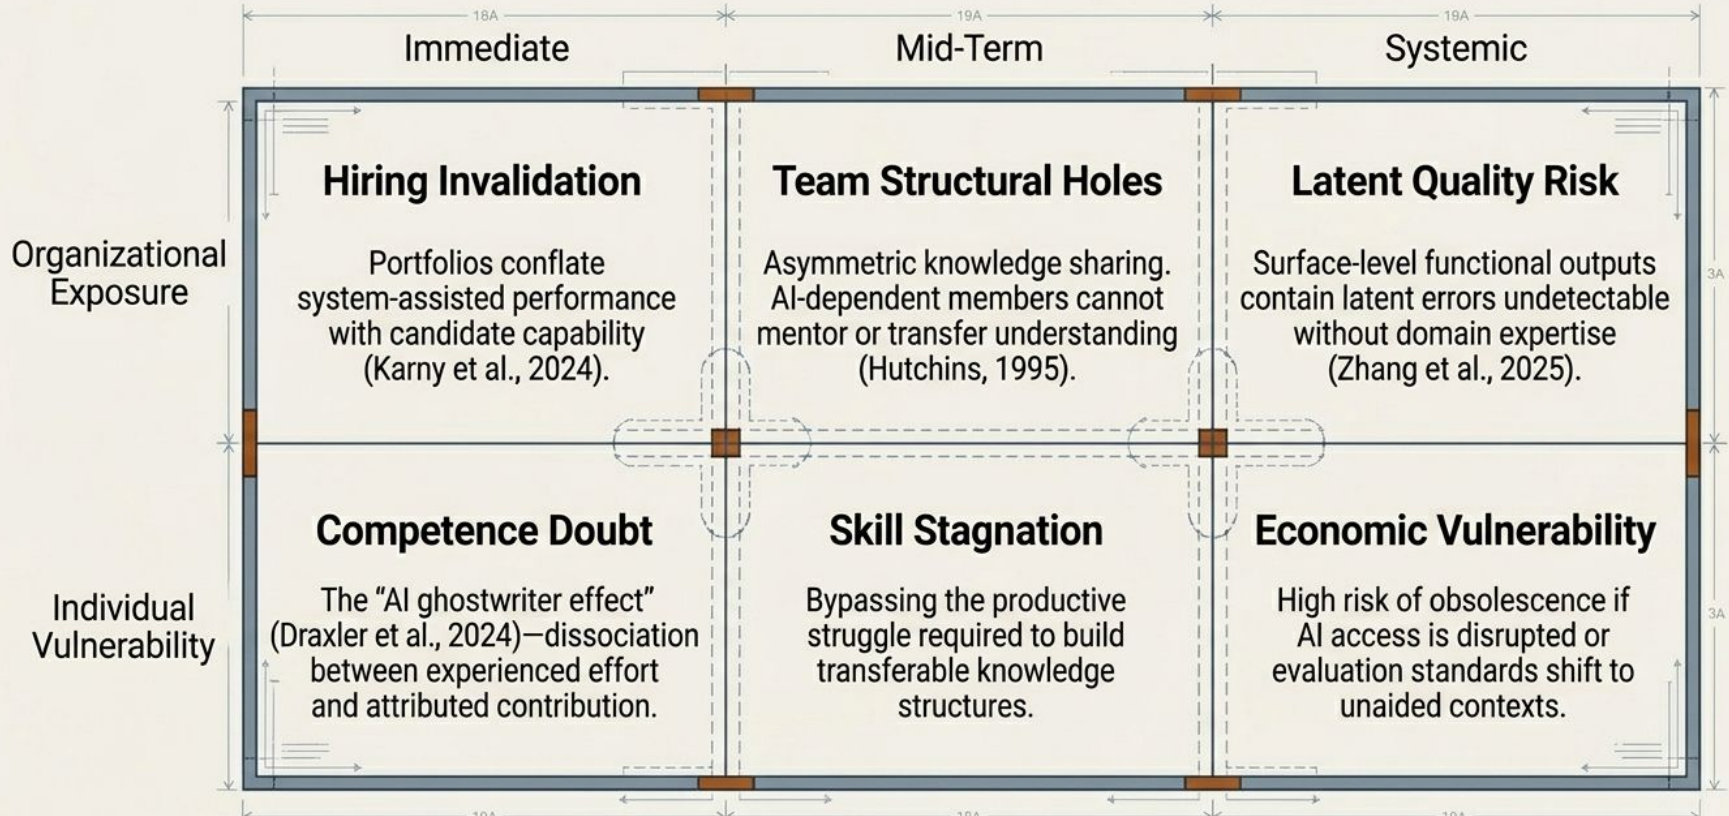 18A
19A
19A
Immediate
Mid-Term
Systemic
Organizational
Exposure
Hiring Invalidation
Portfolios conflate
system-assisted performance
with candidate capability
(Karny et al., 2024).
Team Structural Holes
Asymmetric knowledge sharing.
AI-dependent members cannot
mentor or transfer understanding
(Hutchins, 1995).
Latent Quality Risk
Surface-level functional outputs
contain latent errors undetectable
without domain expertise
(Zhang et al., 2025).
3A
Individual
Vulnerability
Competence Doubt
The “AI ghostwriter effect”
(Draxler et al., 2024)—dissociation
between experienced effort
and attributed contribution.
Skill Stagnation
Bypassing the productive
struggle required to build
transferable knowledge
structures.
Economic Vulnerability
High risk of obsolescence if
AI access is disrupted or
evaluation standards shift to
unaided contexts.
3A